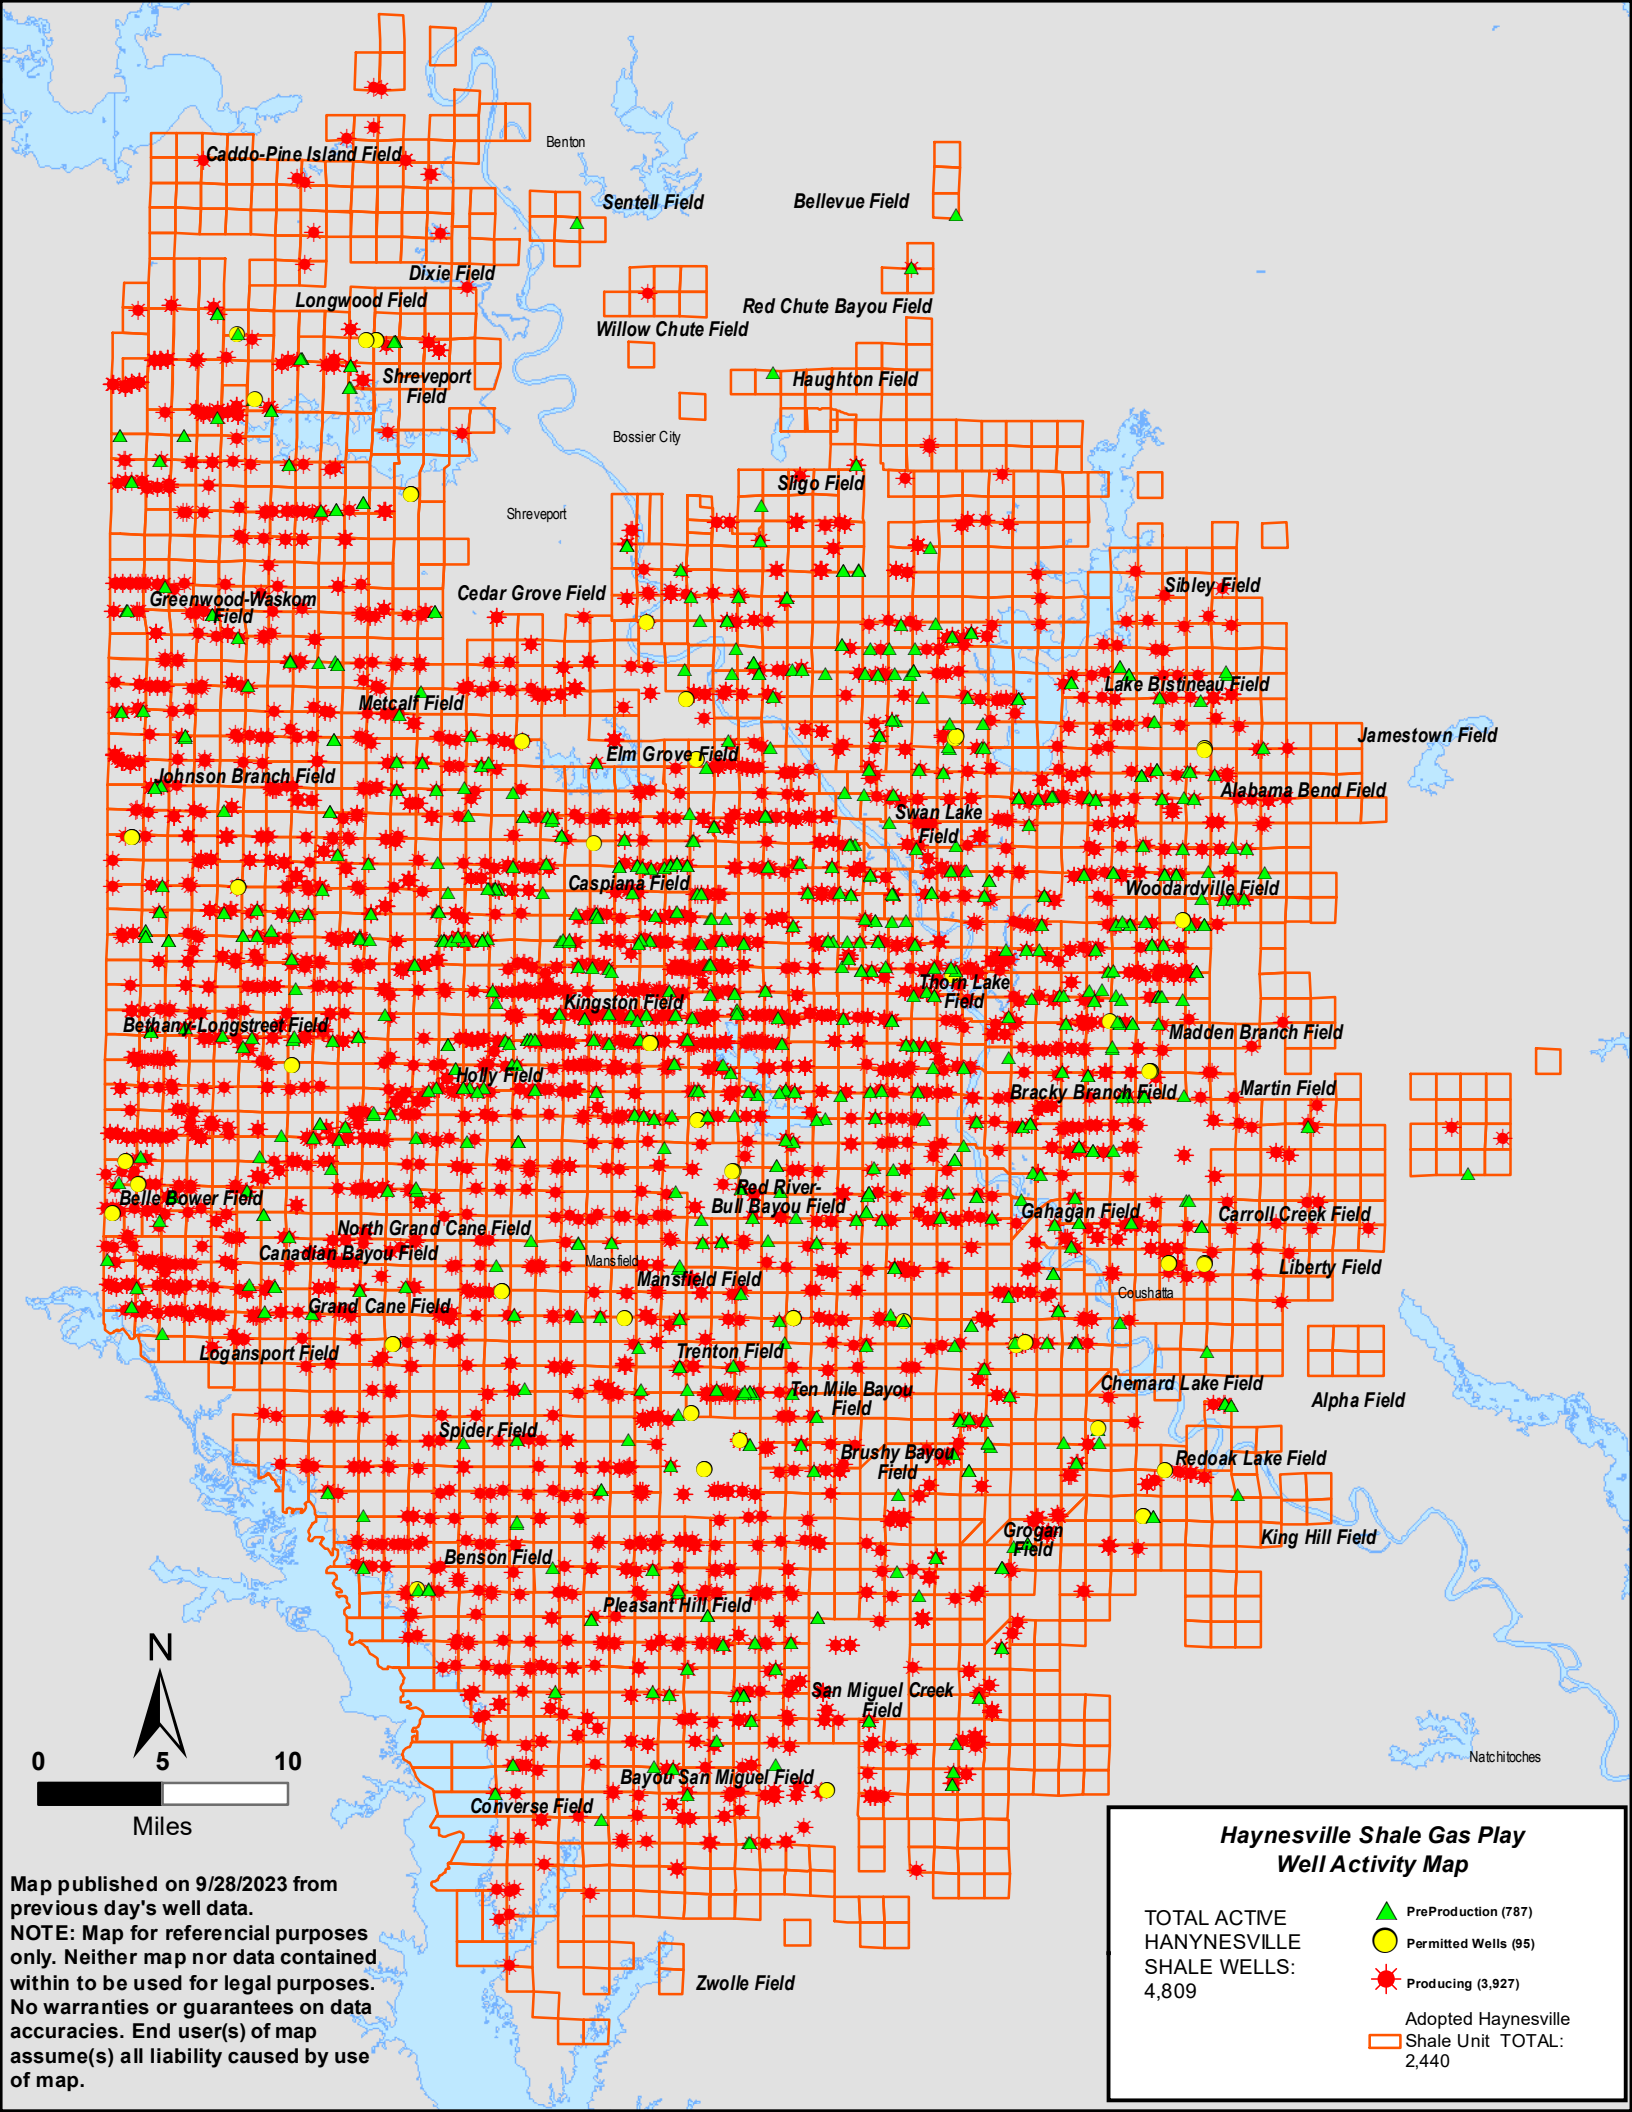 Benton
Caddo-Pine Island Field
Sentell Field
Bellevue Field
Dixie Field
Longwood Field
Red Chute Bayou Field
Willow Chute Field
Shreveport
Field
Haughton Field
Bossier City
Sligo Field
Shreveport
Sibley Field
Cedar Grove Field
Greenwood-Waskom
Field
Lake Bistineau Field
Metcalf Field
Jamestown Field
Elm Grove Field
Johnson Branch Field
Alabama Bend Field
Swan Lake
Field
Caspiana Field
Woodardville Field
Thorn Lake
Field
Kingston Field
Bethany-Longstreet Field
Madden Branch Field
Holly Field
Bracky Branch Field
Martin Field
Red River-
Bull Bayou Field
Belle Bower Field
Gahagan Field
Carroll Creek Field
North Grand Cane Field
Canadian Bayou Field
Mansfield
Mansfield Field
Liberty Field
Coushatta
Grand Cane Field
Logansport Field
Trenton Field
Chemard Lake Field
Ten Mile Bayou
Field
Alpha Field
Spider Field
Brushy Bayou
Field
Redoak Lake Field
Grogan
Field
King Hill Field
Benson Field
Pleasant Hill Field
San Miguel Creek
Field
Natchitoches
Bayou San Miguel Field
Converse Field
Zwolle Field
N
0 5 10
Miles
Map published on 9/28/2023 from
previous day's well data.
NOTE: Map for referencial purposes
only. Neither map nor data contained
within to be used for legal purposes.
No warranties or guarantees on data
accuracies. End user(s) of map
assume(s) all liability caused by use
of map.
Haynesville Shale Gas Play
Well Activity Map
TOTAL ACTIVE
HANYNESVILLE
SHALE WELLS:
4,809
PreProduction (787)
Permitted Wells (95)
Producing (3,927)
Adopted Haynesville
Shale Unit TOTAL:
2,440